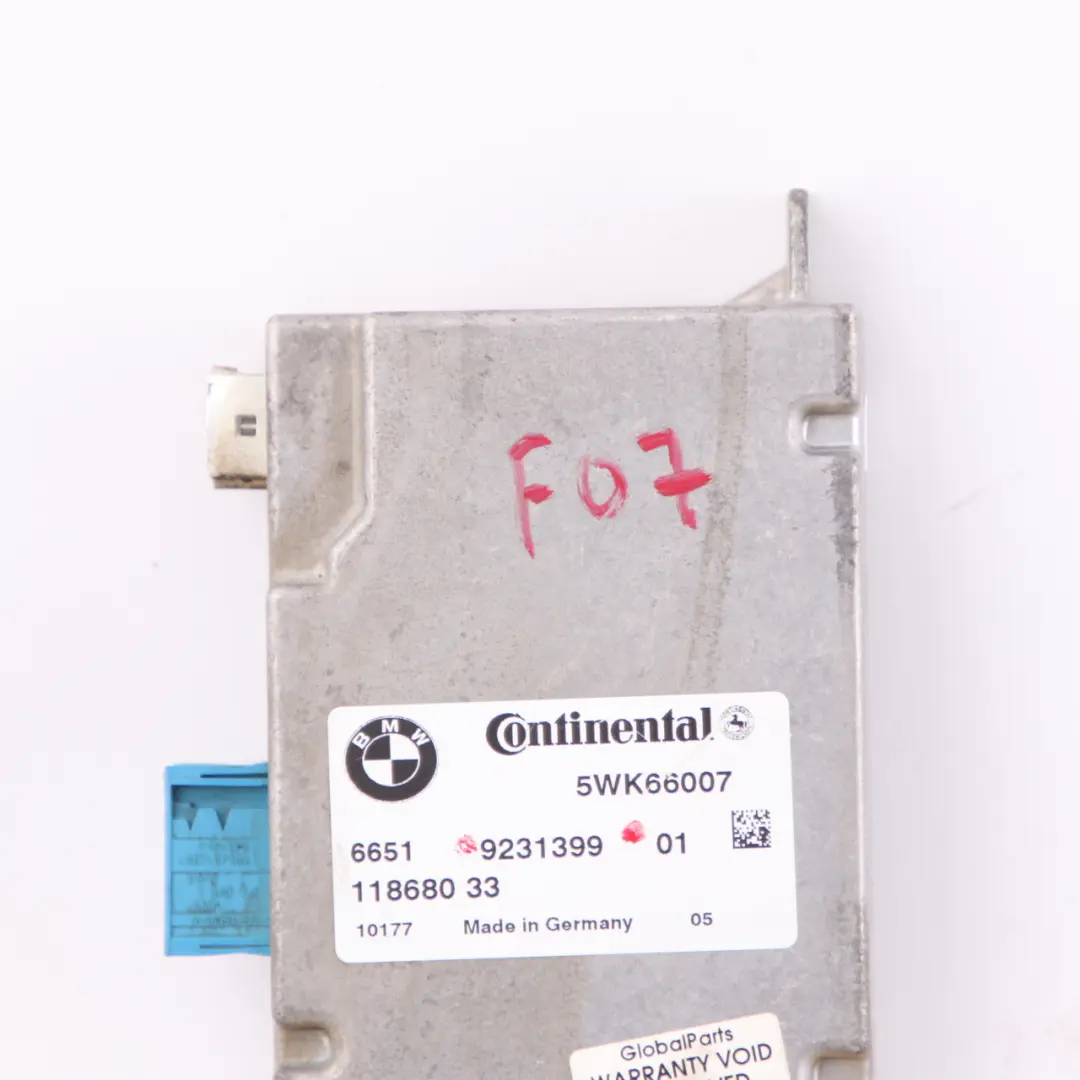 F07
BMW
Continental
5WK66007
6651 9231399 01
118680 33
10177 Made in Germany 05
GlobalParts
WARRANTY VOID